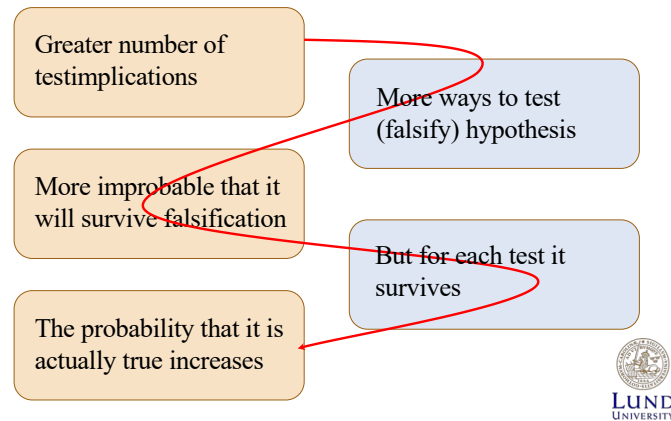 Greater number of
testimplications
More ways to test
(falsify) hypothesis
More improbable that it
will survive falsification
But for each test it
survives
The probability that it is
actually true increases
LUND
UNIVERSITY